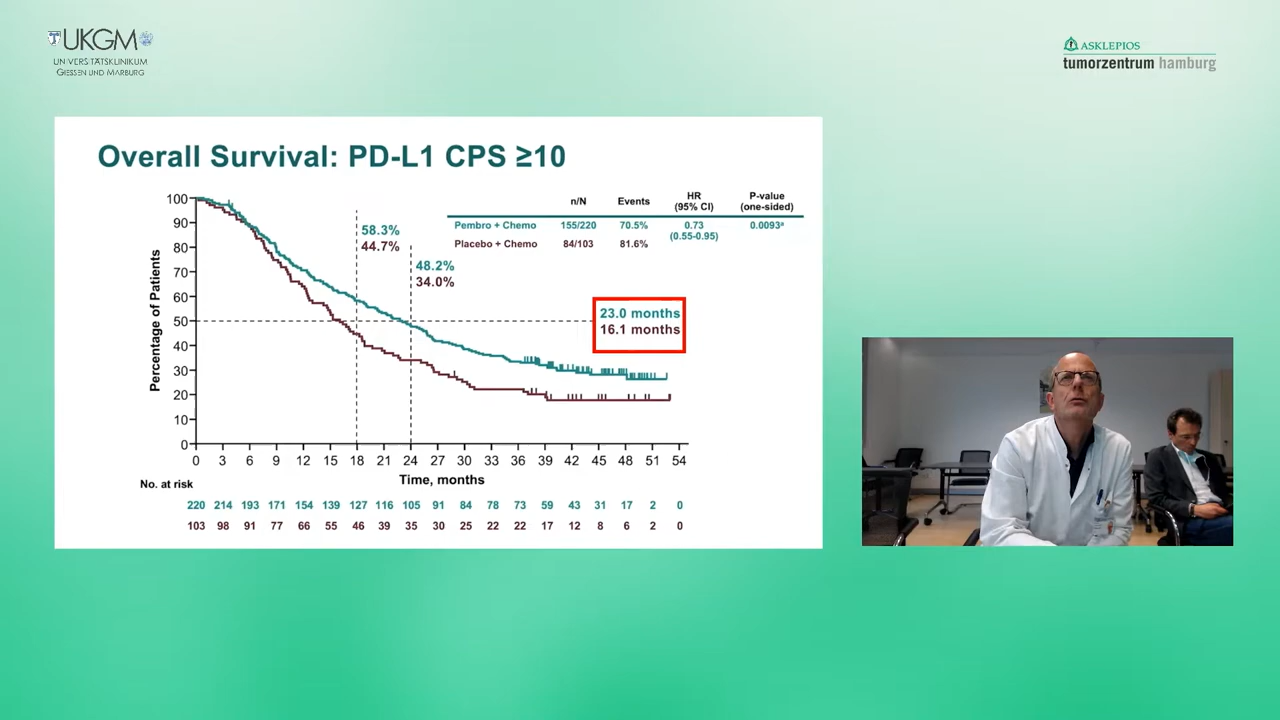 UKGM
UNIVERSITÄTSKLINIKUM
GIESSEN UND MARBURG
ASKLEPIOS
tumorzentrum hamburg
Overall Survival: PD-L1 CPS ≥10
n/N Events HR (95% CI) P-value (one-sided)
Pembro + Chemo 155/220 70.5% 0.73 (0.55-0.95) 0.0093ª
Placebo + Chemo 84/103 81.6%
58.3%
44.7%
48.2%
34.0%
23.0 months
16.1 months
Percentage of Patients
100
90
80
70
60
50
40
30
20
10
0
0 3 6 9 12 15 18 21 24 27 30 33 36 39 42 45 48 51 54
Time, months
No. at risk
220 214 193 171 154 139 127 116 105 91 84 78 73 59 43 31 17 2 0
103 98 91 77 66 55 46 39 35 30 25 22 22 17 12 8 6 2 0